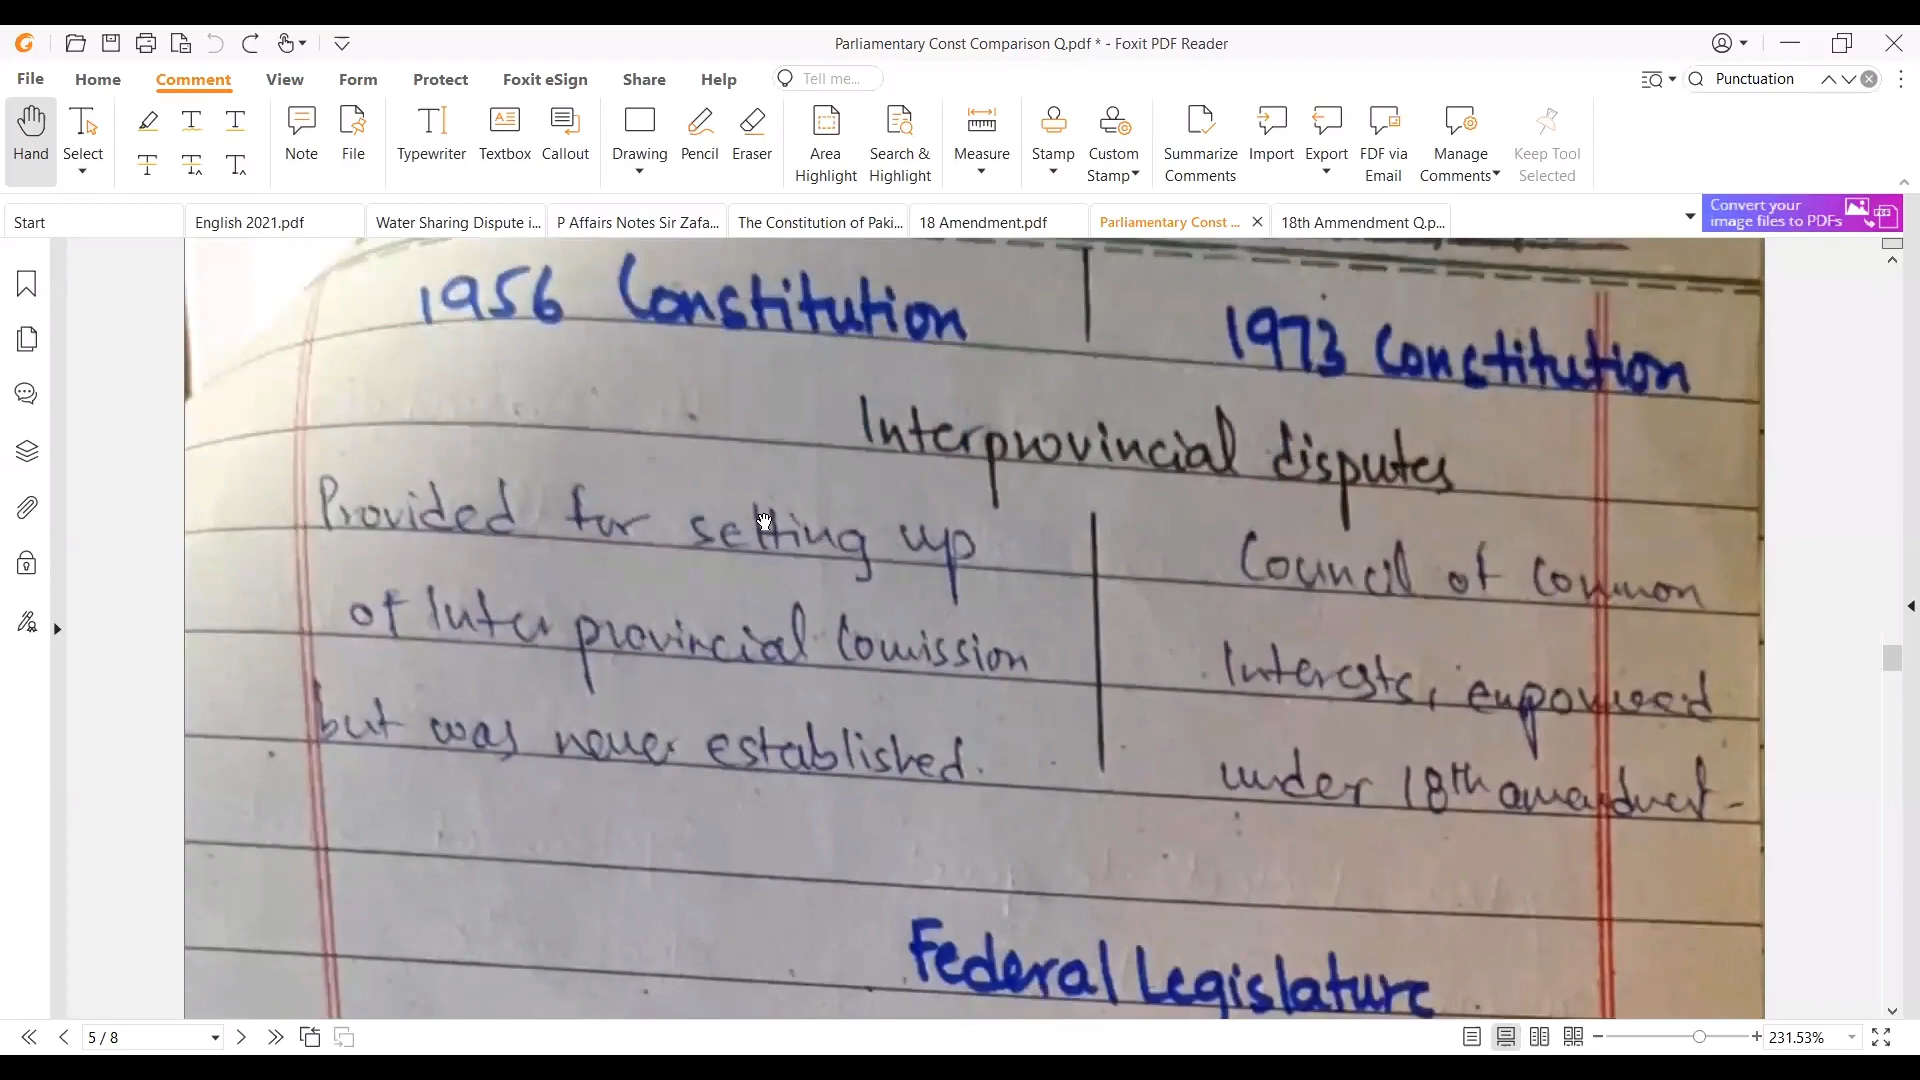 Parliamentary Const Comparison Q.pdf * - Foxit PDF Reader
File Home Comment View Form Protect Foxit eSign Share Help Tell me... Punctuation
Hand Select Note File Typewriter Textbox Callout Drawing Pencil Eraser Area Highlight Search & Highlight Measure Stamp Custom Stamp Summarize Comments Import Export FDF via Email Manage Comments Keep Tool Selected
Convert your
image files to PDFs
Start English 2021.pdf Water Sharing Dispute i... P Affairs Notes Sir Zafa... The Constitution of Paki... 18 Amendment.pdf Parliamentary Const ... 18th Ammendment Q.p...
1956 Constitution 1973 Constitution
Interprovincial disputes
Provided for setting up
of Inter provincial Comission
but was never established.
Council of Common
Interests, empowered
under 18th amendment-
Federal Legislature
5 / 8 231.53%